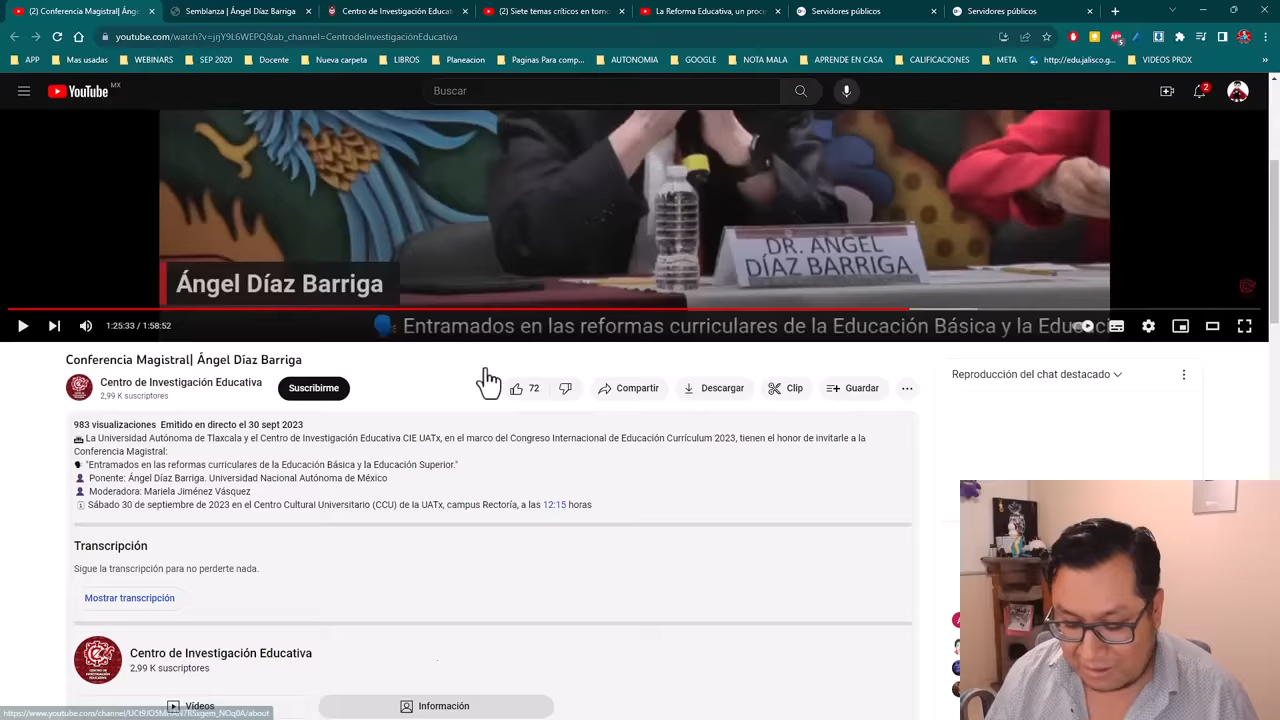 (2) Conferencia Magistral| Ángel
Semblanza | Ángel Díaz Barriga
Centro de Investigación Educat
(2) Siete temas críticos en torno
La Reforma Educativa, un proce
Servidores públicos
Servidores públicos
youtube.com/watch?v=jnjY9L6WEPQ&ab_channel=CentrodeInvestigaciónEducativa
APP
Mas usadas
WEBINARS
SEP 2020
Docente
Nueva carpeta
LIBROS
Planeacion
Paginas Para comp...
AUTONOMIA
GOOGLE
NOTA MALA
APRENDE EN CASA
CALIFICACIONES
META
http://edu.jalisco.g...
VIDEOS PROX
YouTube MX
Buscar
2
DR. ANGEL
DÍAZ BARRIGA
Ángel Díaz Barriga
1:25:33 / 1:58:52
Entramados en las reformas curriculares de la Educación Básica y la
Conferencia Magistral| Ángel Díaz Barriga
Centro de Investigación Educativa
2,99 K suscriptores
Suscribirme
72
Compartir
Descargar
Clip
Guardar
Reproducción del chat destacado
983 visualizaciones Emitido en directo el 30 sept 2023
La Universidad Autónoma de Tlaxcala y el Centro de Investigación Educativa CIE UATx, en el marco del Congreso Internacional de Educación Currículum 2023, tienen el honor de invitarle a la
Conferencia Magistral:
"Entramados en las reformas curriculares de la Educación Básica y la Educación Superior."
Ponente: Ángel Díaz Barriga. Universidad Nacional Autónoma de México
Moderadora: Mariela Jiménez Vásquez
Sábado 30 de septiembre de 2023 en el Centro Cultural Universitario (CCU) de la UATx, campus Rectoría, a las 12:15 horas
Transcripción
Sigue la transcripción para no perderte nada.
Mostrar transcripción
Centro de Investigación Educativa
2,99 K suscriptores
Vídeos
Información